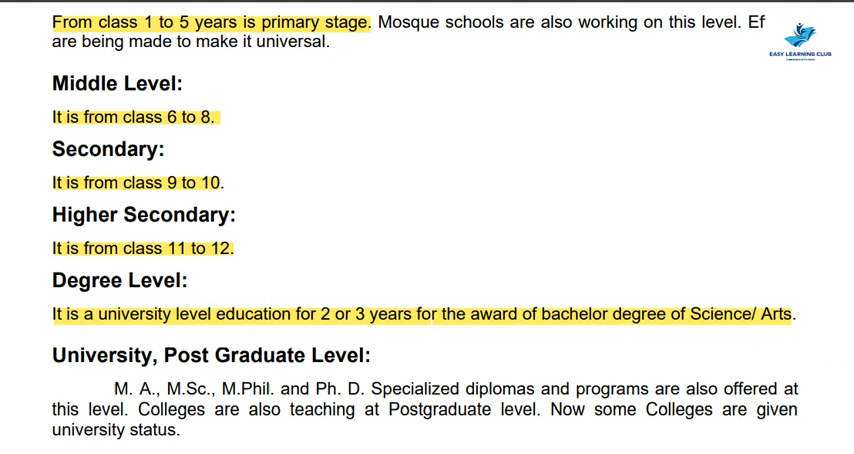 From class 1 to 5 years is primary stage. Mosque schools are also working on this level. Ef
are being made to make it universal.
EASY LEARNING CLUB
Middle Level:
It is from class 6 to 8.
Secondary:
It is from class 9 to 10.
Higher Secondary:
It is from class 11 to 12.
Degree Level:
It is a university level education for 2 or 3 years for the award of bachelor degree of Science/ Arts.
University, Post Graduate Level:
M. A., M.Sc., M.Phil. and Ph. D. Specialized diplomas and programs are also offered at
this level. Colleges are also teaching at Postgraduate level. Now some Colleges are given
university status.